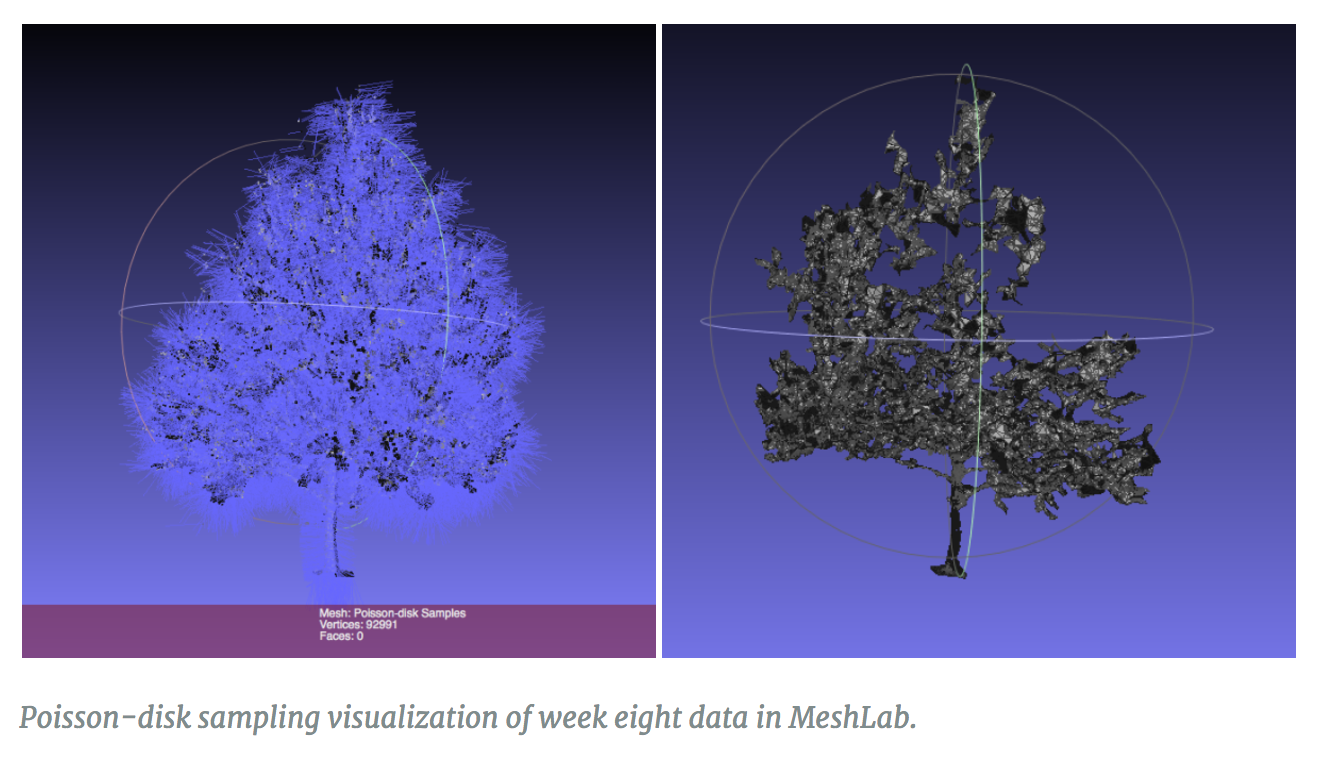 Mesh: Poisson-disk Samples
Vertices: 92991
Faces: 0
Poisson-disk sampling visualization of week eight data in MeshLab.